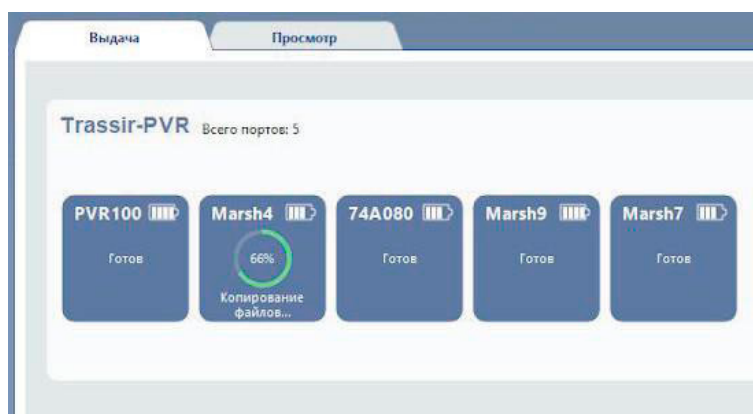 Выдача
Просмотр
Trassir-PVR Всего портов: 5
PVR100
Готов
Marsh4
66%
Копирование
файлов...
74A080
Готов
Marsh9
Готов
Marsh7
Готов